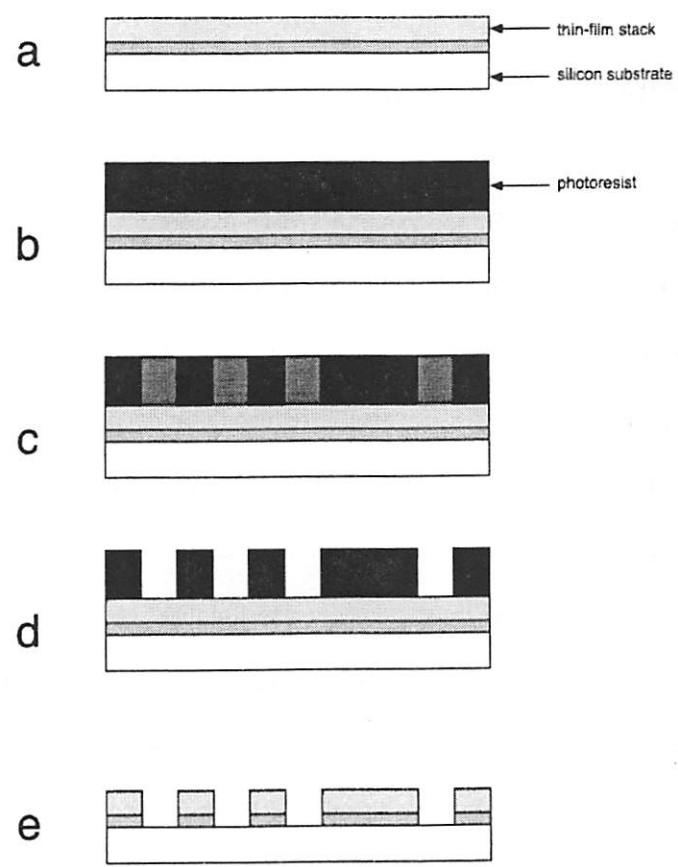 a
thin-film stack
silicon substrate
b
photoresist
c
d
e